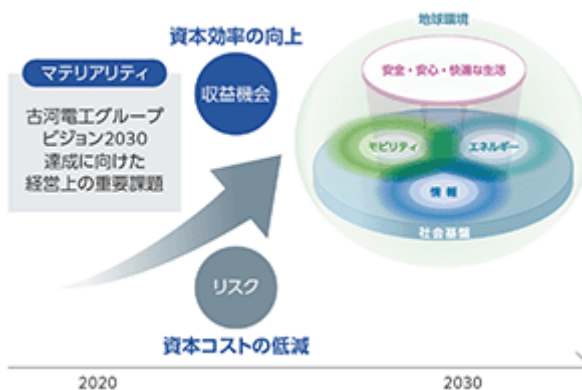 資本効率の向上
マテリアリティ
収益機会
古河電工グループ
ビジョン2030
達成に向けた
経営上の重要課題
リスク
資本コストの低減
地球環境
安全・安心・快適な生活
モビリティ
エネルギー
情報
社会基盤
2020
2030